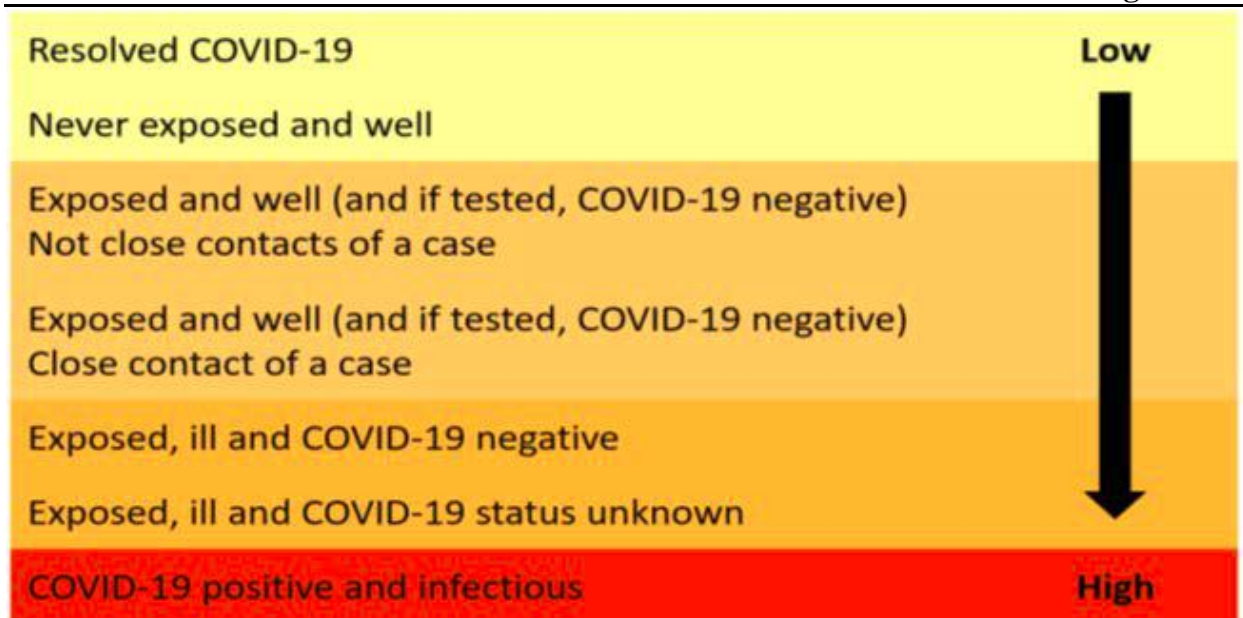 Resolved COVID-19 Low
Never exposed and well
Exposed and well (and if tested, COVID-19 negative)
Not close contacts of a case
Exposed and well (and if tested, COVID-19 negative)
Close contact of a case
Exposed, ill and COVID-19 negative
Exposed, ill and COVID-19 status unknown
COVID-19 positive and infectious High